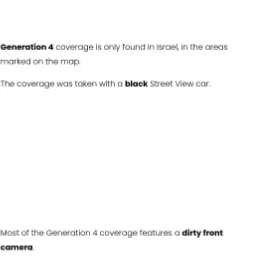 Generation 4 coverage is only found in Israel, in the areas
marked on the map.
The coverage was taken with a black Street View car.
Most of the Generation 4 coverage features a dirty front
camera.